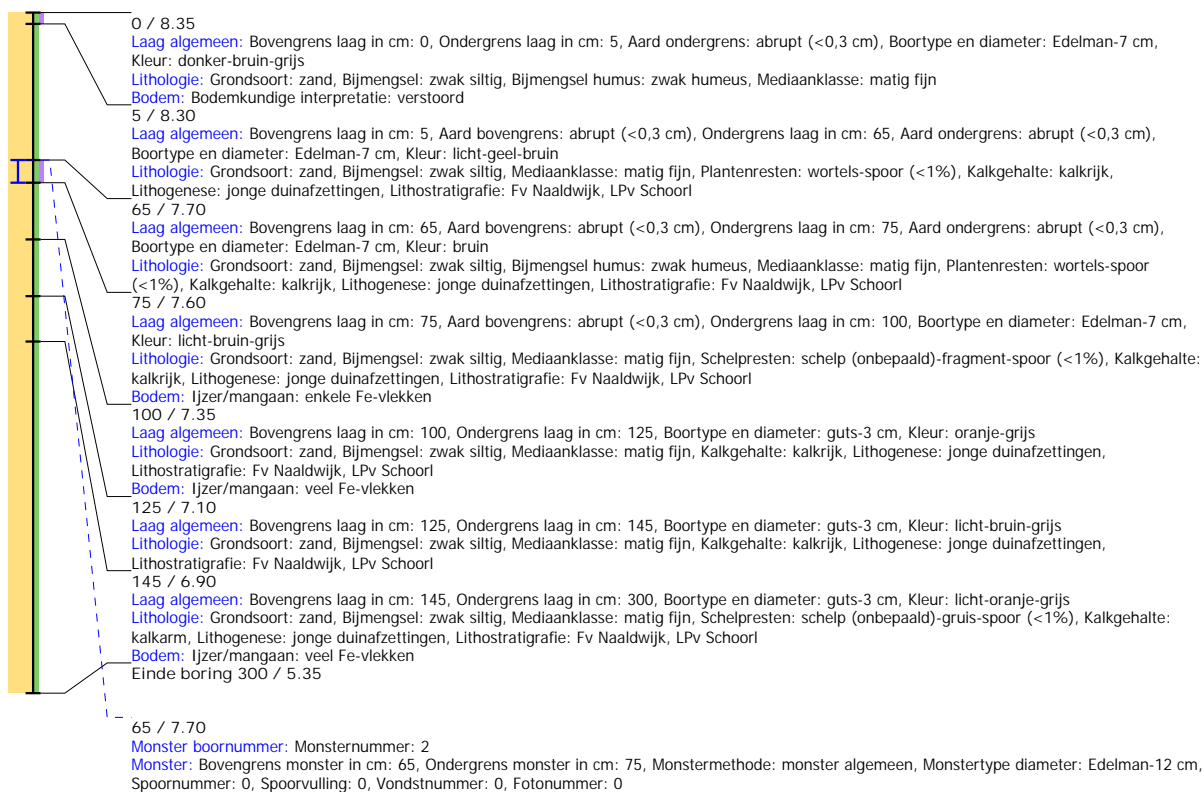 0 / 8.35
Laag algemeen: Bovengrens laag in cm: 0, Ondergrens laag in cm: 5, Aard ondergrens: abrupt (<0,3 cm), Boortype en diameter: Edelman-7 cm,
Kleur: donker-bruin-grijs
Lithologie: Grondsoort: zand, Bijmengsel: zwak siltig, Bijmengsel humus: zwak humeus, Mediaanklasse: matig fijn
Bodem: Bodemkundige interpretatie: verstoord
5 / 8.30
Laag algemeen: Bovengrens laag in cm: 5, Aard bovengrens: abrupt (<0,3 cm), Ondergrens laag in cm: 65, Aard ondergrens: abrupt (<0,3 cm),
Boortype en diameter: Edelman-7 cm, Kleur: licht-geel-bruin
Lithologie: Grondsoort: zand, Bijmengsel: zwak siltig, Mediaanklasse: matig fijn, Plantenresten: wortels-spoor (<1%), Kalkgehalte: kalkrijk,
Lithogenese: jonge duinafzettingen, Lithostratigrafie: Fv Naaldwijk, LPv Schoorl
65 / 7.70
Laag algemeen: Bovengrens laag in cm: 65, Aard bovengrens: abrupt (<0,3 cm), Ondergrens laag in cm: 75, Aard ondergrens: abrupt (<0,3 cm),
Boortype en diameter: Edelman-7 cm, Kleur: bruin
Lithologie: Grondsoort: zand, Bijmengsel: zwak siltig, Bijmengsel humus: zwak humeus, Mediaanklasse: matig fijn, Plantenresten: wortels-spoor
(<1%), Kalkgehalte: kalkrijk, Lithogenese: jonge duinafzettingen, Lithostratigrafie: Fv Naaldwijk, LPv Schoorl
75 / 7.60
Laag algemeen: Bovengrens laag in cm: 75, Aard bovengrens: abrupt (<0,3 cm), Ondergrens laag in cm: 100, Boortype en diameter: Edelman-7 cm,
Kleur: licht-bruin-grijs
Lithologie: Grondsoort: zand, Bijmengsel: zwak siltig, Mediaanklasse: matig fijn, Schelpresten: schelp (onbepaald)-fragment-spoor (<1%), Kalkgehalte:
kalkrijk, Lithogenese: jonge duinafzettingen, Lithostratigrafie: Fv Naaldwijk, LPv Schoorl
Bodem: Ijzer/mangaan: enkele Fe-vlekken
100 / 7.35
Laag algemeen: Bovengrens laag in cm: 100, Ondergrens laag in cm: 125, Boortype en diameter: guts-3 cm, Kleur: oranje-grijs
Lithologie: Grondsoort: zand, Bijmengsel: zwak siltig, Mediaanklasse: matig fijn, Kalkgehalte: kalkrijk, Lithogenese: jonge duinafzettingen,
Lithostratigrafie: Fv Naaldwijk, LPv Schoorl
Bodem: Ijzer/mangaan: veel Fe-vlekken
125 / 7.10
Laag algemeen: Bovengrens laag in cm: 125, Ondergrens laag in cm: 145, Boortype en diameter: guts-3 cm, Kleur: licht-bruin-grijs
Lithologie: Grondsoort: zand, Bijmengsel: zwak siltig, Mediaanklasse: matig fijn, Kalkgehalte: kalkrijk, Lithogenese: jonge duinafzettingen,
Lithostratigrafie: Fv Naaldwijk, LPv Schoorl
145 / 6.90
Laag algemeen: Bovengrens laag in cm: 145, Ondergrens laag in cm: 300, Boortype en diameter: guts-3 cm, Kleur: licht-oranje-grijs
Lithologie: Grondsoort: zand, Bijmengsel: zwak siltig, Mediaanklasse: matig fijn, Schelpresten: schelp (onbepaald)-gruis-spoor (<1%), Kalkgehalte:
kalkarm, Lithogenese: jonge duinafzettingen, Lithostratigrafie: Fv Naaldwijk, LPv Schoorl
Bodem: Ijzer/mangaan: veel Fe-vlekken
Einde boring 300 / 5.35
65 / 7.70
Monster boornummer: Monsternummer: 2
Monster: Bovengrens monster in cm: 65, Ondergrens monster in cm: 75, Monstermethode: monster algemeen, Monstertype diameter: Edelman-12 cm,
Spoornummer: 0, Spoorvulling: 0, Vondstnummer: 0, Fotonummer: 0